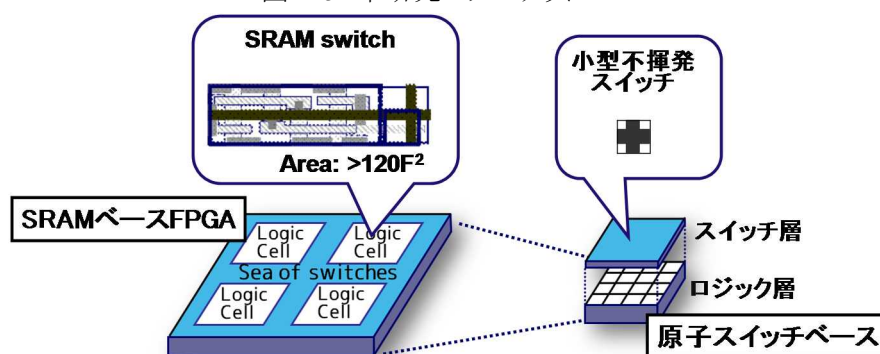 SRAM switch
Area: >120F²
小型不揮発
スイッチ
SRAMベースFPGA
Logic
Cell
Logic
Cell
Sea of switches
Logic
Cell
Logic
Cell
スイッチ層
ロジック層
原子スイッチベース